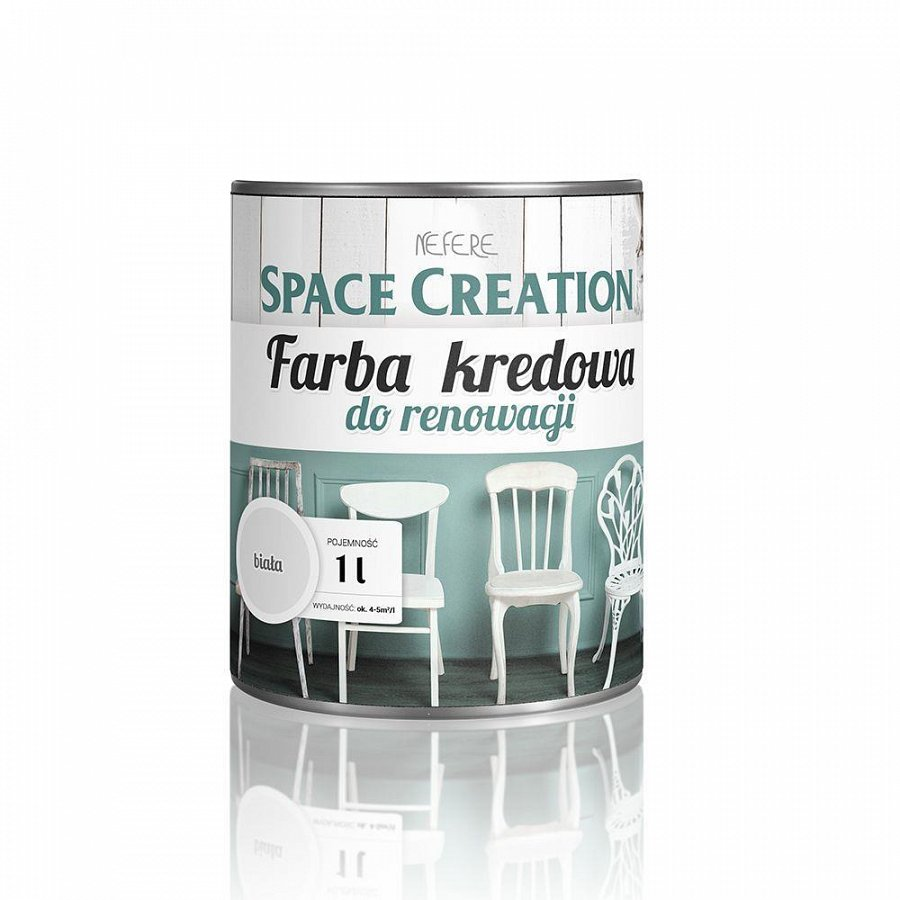 NEFERE
SPACE CREATION
Farba kredowa
do renowacji
biała
POJEMNOŚĆ
1 l
WYDAJNOŚĆ: ok. 4-5m²/l